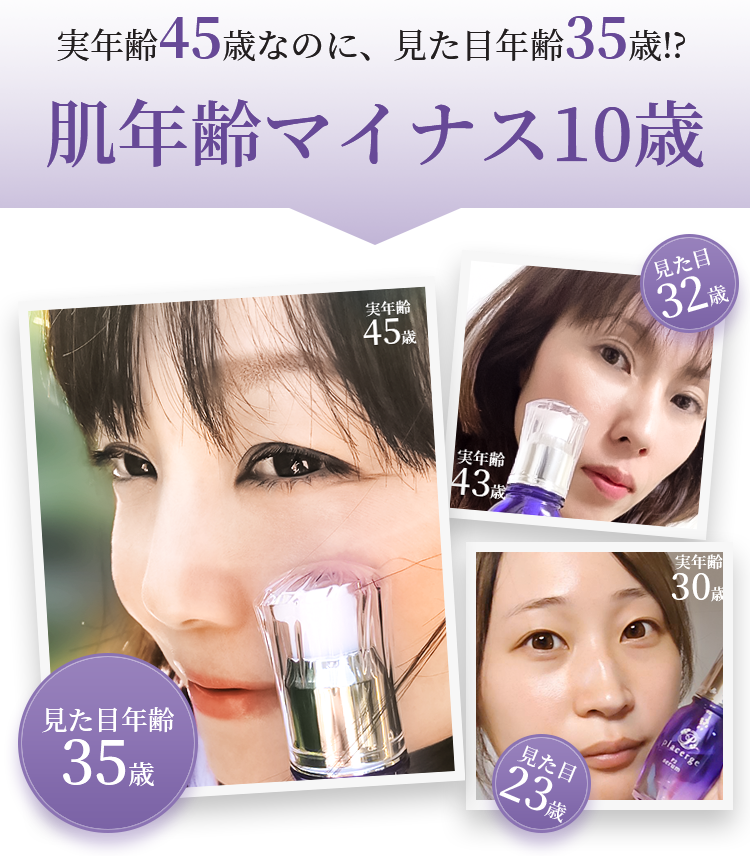 実年齢45歳なのに、見た目年齢35歳!?
肌年齢マイナス10歳
実年齢
45歳
見た目年齢
35歳
見た目
32歳
実年齢
43歳
実年齢
30歳
placerge
serum
見た目
23歳